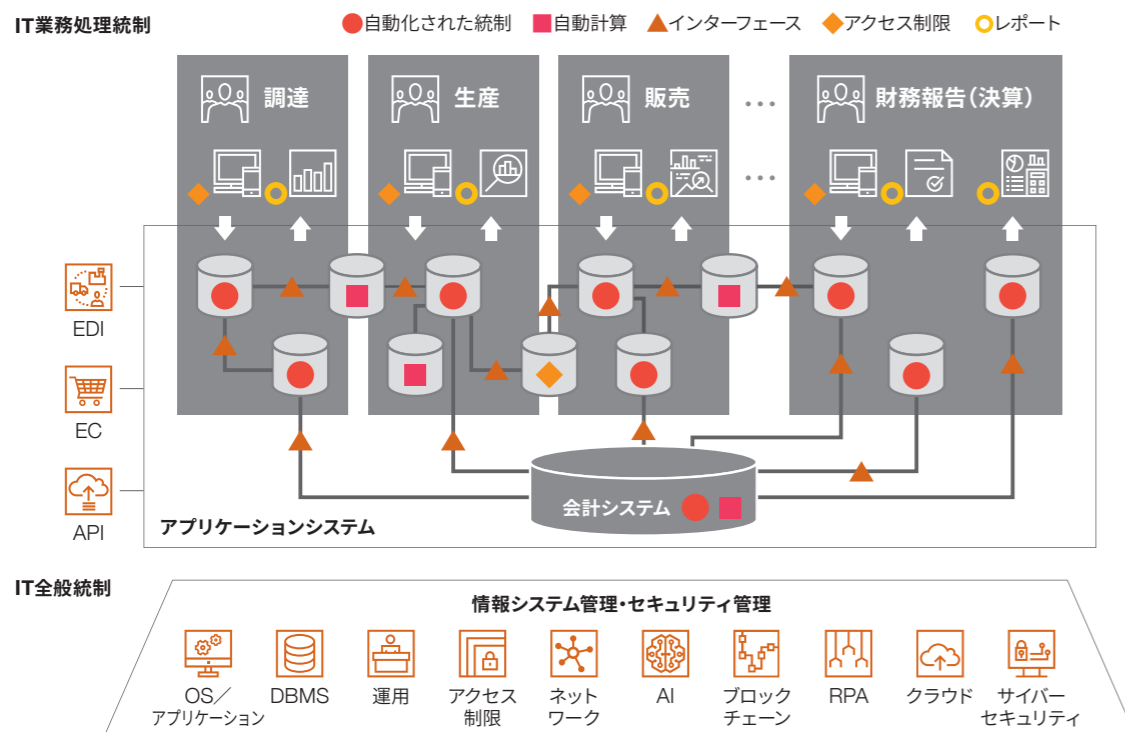 IT業務処理統制
自動化された統制 自動計算 インターフェース アクセス制限 レポート
調達 生産 販売 … 財務報告（決算）
…
EDI
EC
API
会計システム
アプリケーションシステム
IT全般統制
情報システム管理・セキュリティ管理
OS／
アプリケーション
DBMS
運用
アクセス
制限
ネット
ワーク
AI
ブロック
チェーン
RPA
クラウド
サイバー
セキュリティ